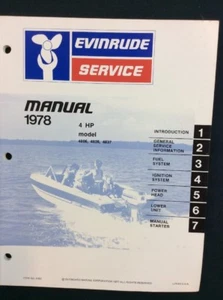 EVINRUDE
SERVICE
MANUAL
1978
4 HP
model
INTRODUCTION 1
GENERAL SERVICE INFORMATION 2
FUEL SYSTEM 3
IGNITION SYSTEM 4
POWER HEAD 5
LOWER UNIT 6
MANUAL STARTER 7